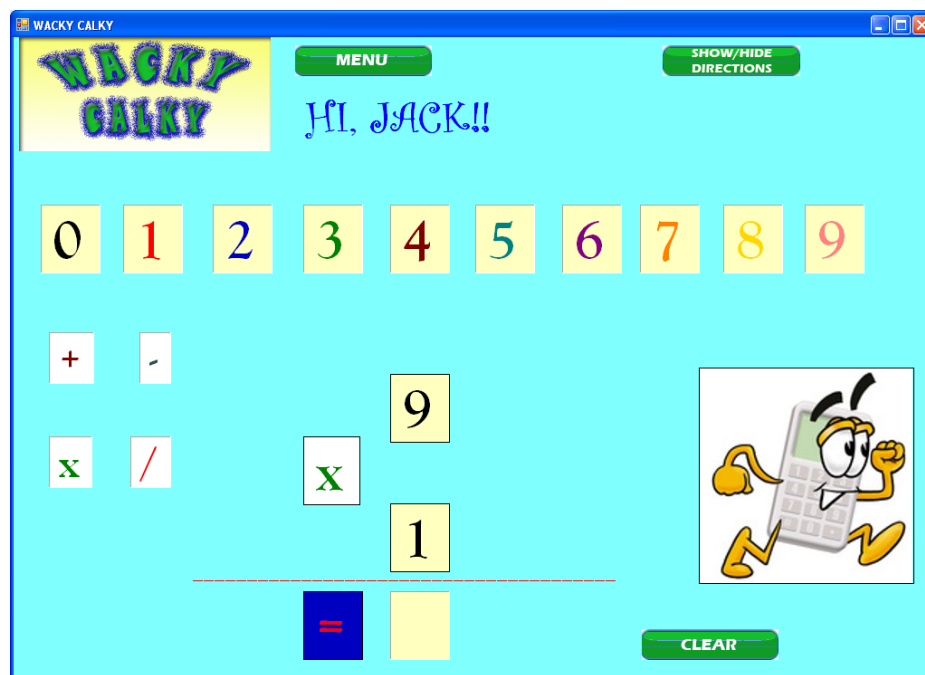 WACKY CALKY
WACKY
CALKY
MENU
SHOW/HIDE
DIRECTIONS
HI, JACK!!
0 1 2 3 4 5 6 7 8 9
+ -
9
x / x
1
=
CLEAR